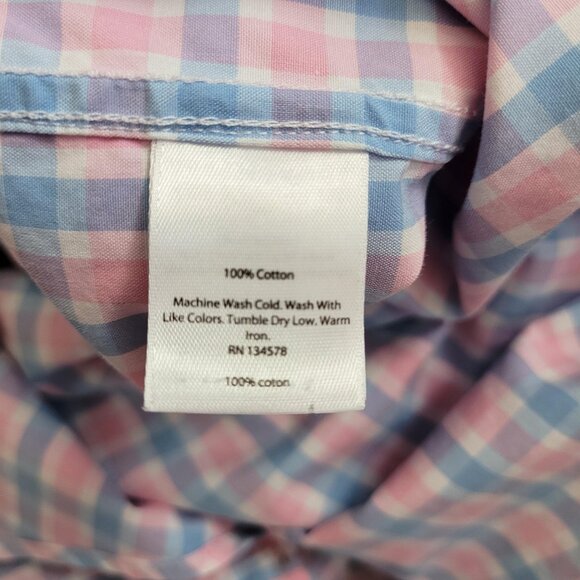 100% Cotton
Machine Wash Cold. Wash With
Like Colors. Tumble Dry Low. Warm
Iron.
RN 134578
100% coton